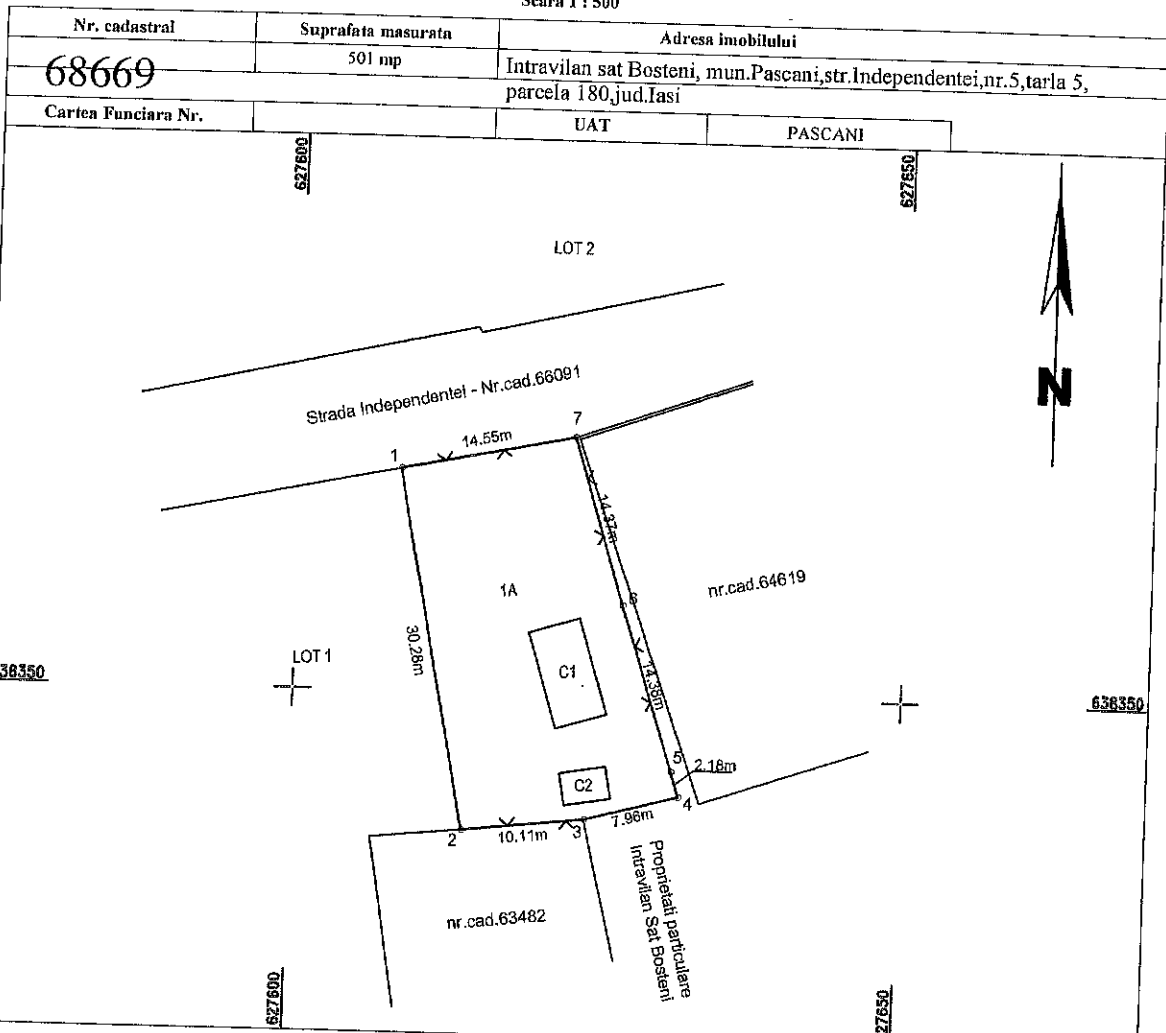 Scara 1 : 500
Nr. cadastral
Suprafata masurata
Adresa imobilului
68669
501 mp
Intravilan sat Bosteni, mun.Pascani,str.Independentei,nr.5,tarla 5,
parcela 180,jud.Iasi
Cartea Funciara Nr.
UAT
PASCANI
627600
627650
LOT 2
N
Strada Independentei - Nr.cad.66091
7
14.55m
1
14.37m
1A
6
nr.cad.64619
30.28m
LOT 1
C1
14.38m
38350
638350
5
2.18m
C2
4
7.96m
2
10.11m
3
Proprietati particulare
Intravilan Sat Bosteni
nr.cad.63482
627600
27650